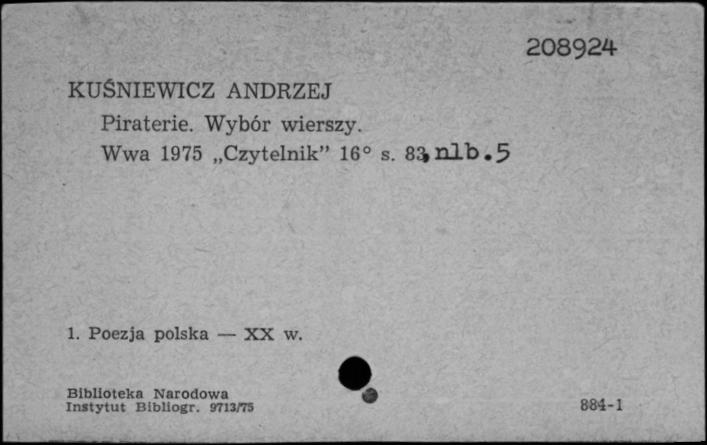 208924
KUŚNIEWICZ ANDRZEJ
Piraterie. Wybór wierszy.
Wwa 1975 „Czytelnik” 16° s. 83, nlb.5
1. Poezja polska — XX w.
Biblioteka Narodowa
Instytut Bibliogr. 9713/75
884-1